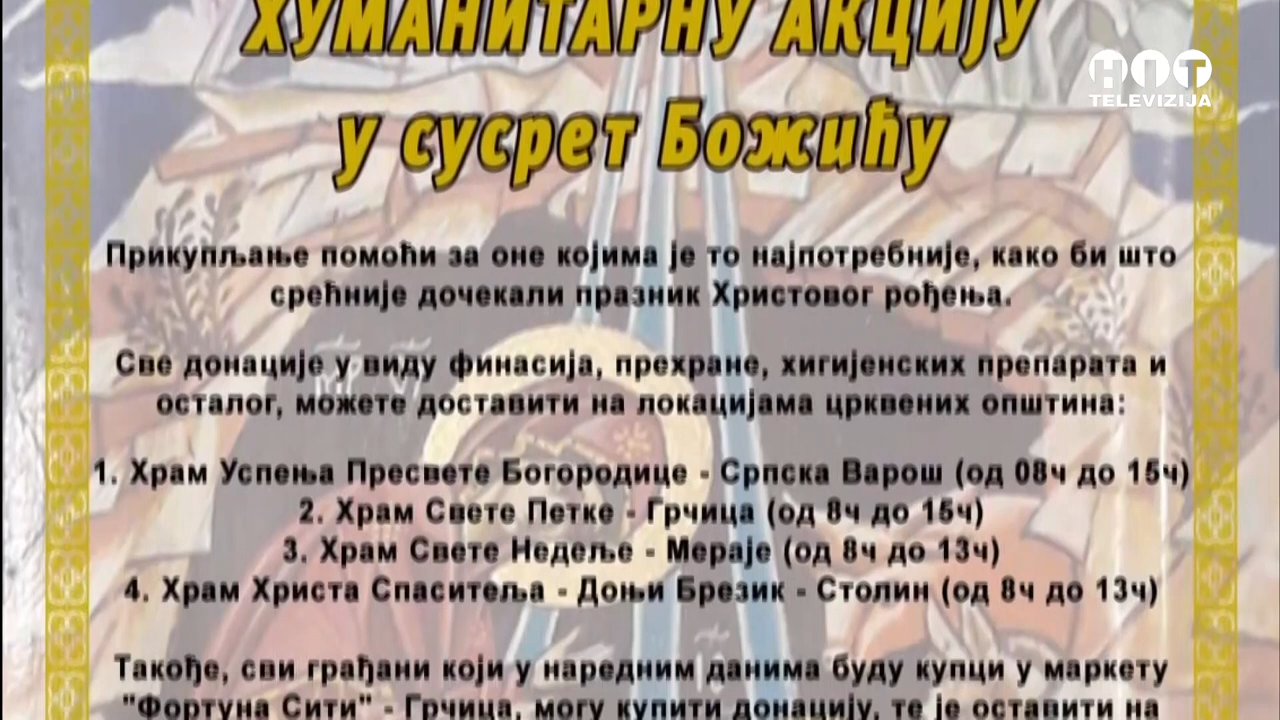 ХУМАНИТАРНУ АКЦИЈУ
HIT
TELEVIZIJA
у сусрет Божићу
Прикупљање помоћи за оне којима је то најпотребније, како би што
срећније дочекали празник Христовог рођења.
Све донације у виду финасија, прехране, хигијенских препарата и
осталог, можете доставити на локацијама црквених општина:
1. Храм Успења Пресвете Богородице - Српска Варош (од 08ч до 15ч)
2. Храм Свете Петке - Грчица (од 8ч до 15ч)
3. Храм Свете Недеље - Мераје (од 8ч до 13ч)
4. Храм Христа Спаситеља - Доњи Брезик - Столин (од 8ч до 13ч)
Такође, сви грађани који у наредним данима буду купци у маркету
"Фортуна Сити" - Грчица, могу купити донацију, те је оставити на